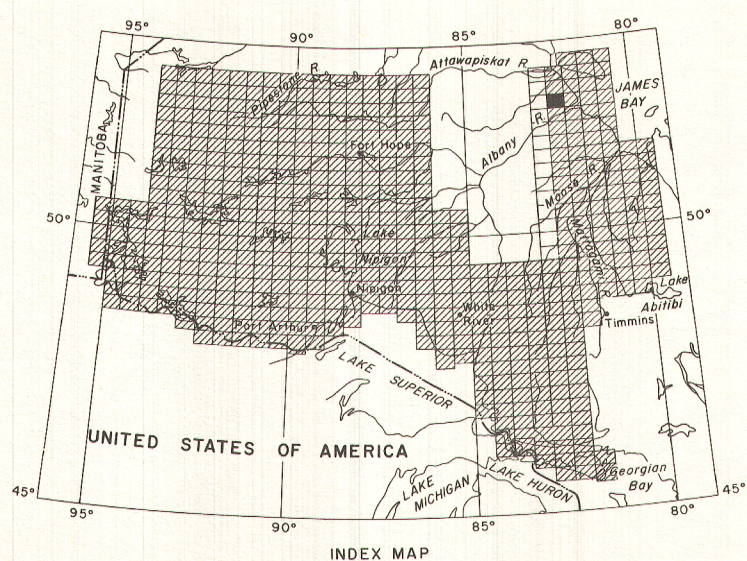 95°
90°
85°
80°
Attawapiskat R
Pipestone R
JAMES
BAY
MANITOBA
Fort Hope
Albany R
Moose R
50°
50°
Lake
Nipigon
Mattagami R
Nipigon
White
River
Lake
Abitibi
Timmins
Port Arthur
LAKE SUPERIOR
UNITED STATES OF AMERICA
Georgian
Bay
LAKE HURON
LAKE
MICHIGAN
45°
45°
95°
90°
85°
80°
INDEX MAP